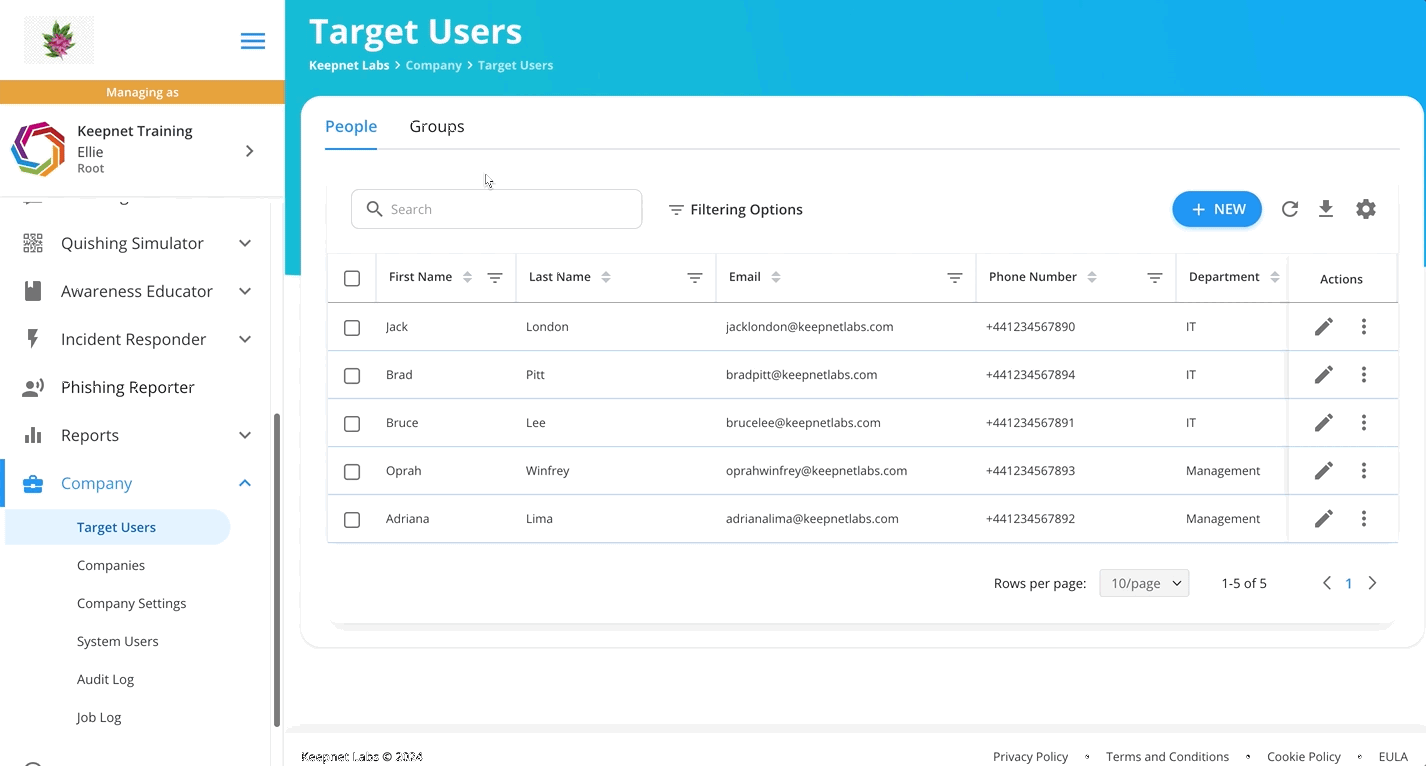 Target Users
Keepnet Labs > Company > Target Users
Managing as
Keepnet Training
Ellie
Root
Quishing Simulator
Awareness Educator
Incident Responder
Phishing Reporter
Reports
Company
Target Users
Companies
Company Settings
System Users
Audit Log
Job Log
People Groups
Search
Filtering Options
+ NEW
First Name Last Name Email Phone Number Department Actions
Jack London jacklondon@keepnetlabs.com +441234567890 IT
Brad Pitt bradpitt@keepnetlabs.com +441234567894 IT
Bruce Lee brucelee@keepnetlabs.com +441234567891 IT
Oprah Winfrey oprahwinfrey@keepnetlabs.com +441234567893 Management
Adriana Lima adrianalima@keepnetlabs.com +441234567892 Management
Rows per page: 10/page 1-5 of 5 < 1 >
Keepnet Labs © 2024
Privacy Policy • Terms and Conditions • Cookie Policy • EULA